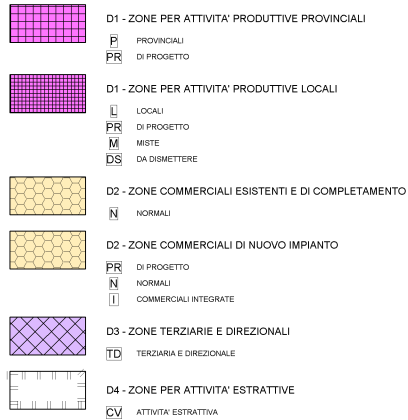 D1 - ZONE PER ATTIVITA' PRODUTTIVE PROVINCIALI
P PROVINCIALI
PR DI PROGETTO
D1 - ZONE PER ATTIVITA' PRODUTTIVE LOCALI
L LOCALI
PR DI PROGETTO
M MISTE
DS DA DISMETTERE
D2 - ZONE COMMERCIALI ESISTENTI E DI COMPLETAMENTO
N NORMALI
D2 - ZONE COMMERCIALI DI NUOVO IMPIANTO
PR DI PROGETTO
N NORMALI
I COMMERCIALI INTEGRATE
D3 - ZONE TERZIARIE E DIREZIONALI
TD TERZIARIA E DIREZIONALE
D4 - ZONE PER ATTIVITA' ESTRATTIVE
CV ATTIVITA' ESTRATTIVA